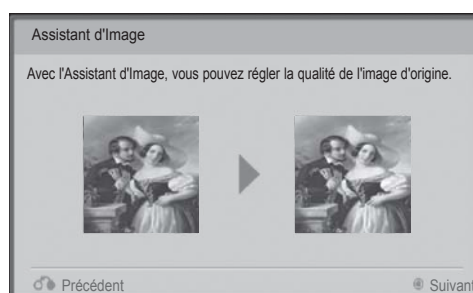 Assistant d'Image
Avec l'Assistant d'Image, vous pouvez régler la qualité de l'image d'origine.
Précédent
Suivant